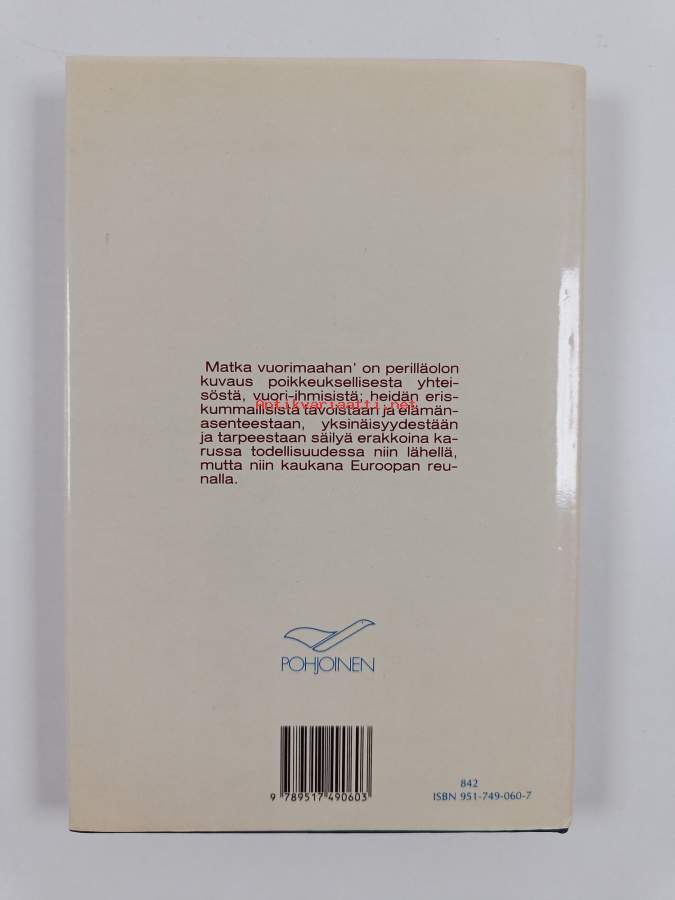 Matka vuorimaahan' on perilläolon
kuvaus poikkeuksellisesta yhtei-
söstä, vuori-ihmisistä; heidän eris-
kummallisista tavoistaan ja elämän-
Antikvariaatti.net
asenteestaan, yksinäisyydestään
ja tarpeestaan säilyä erakkoina ka-
russa todellisuudessa niin lähellä,
mutta niin kaukana Euroopan reu-
nalla.
POHJOINEN
9 789517 490603
842
ISBN 951-749-060-7